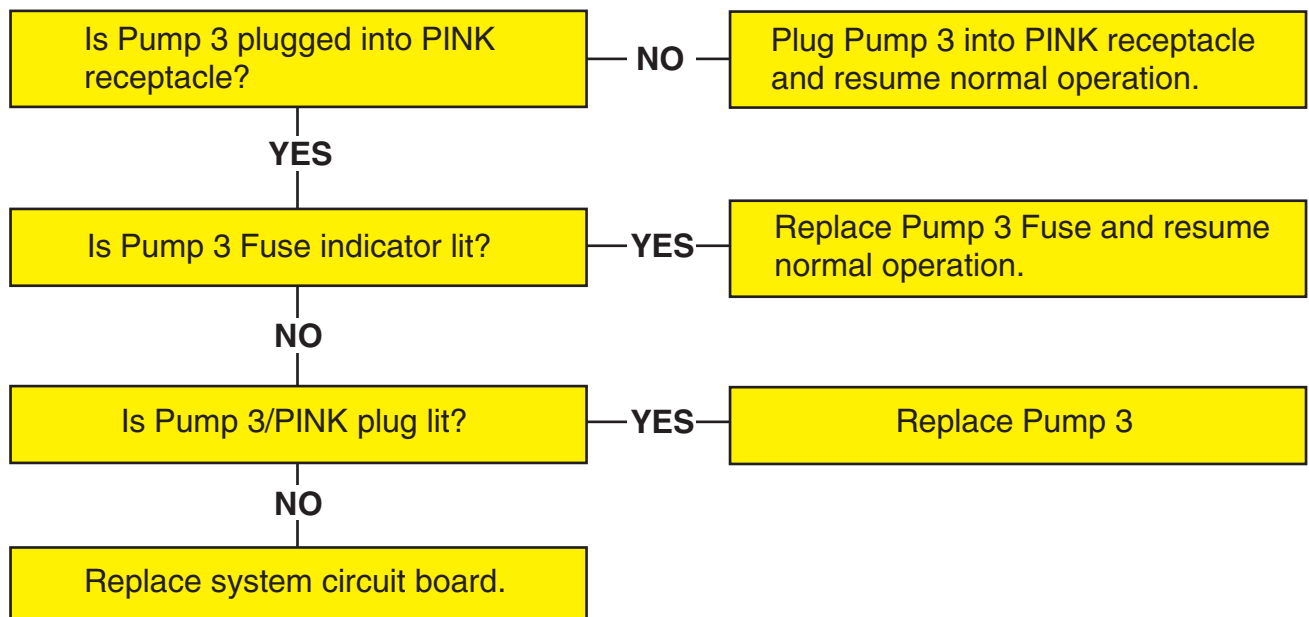 Is Pump 3 plugged into PINK
receptacle?
NO
Plug Pump 3 into PINK receptacle
and resume normal operation.
YES
Is Pump 3 Fuse indicator lit?
YES
Replace Pump 3 Fuse and resume
normal operation.
NO
Is Pump 3/PINK plug lit?
YES
Replace Pump 3
NO
Replace system circuit board.